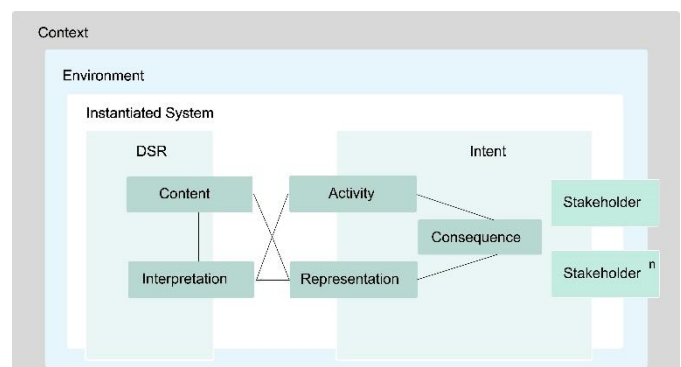 Context
Environment
Instantiated System
DSR
Intent
Content
Activity
Stakeholder
Consequence
Interpretation
Representation
Stakeholder n